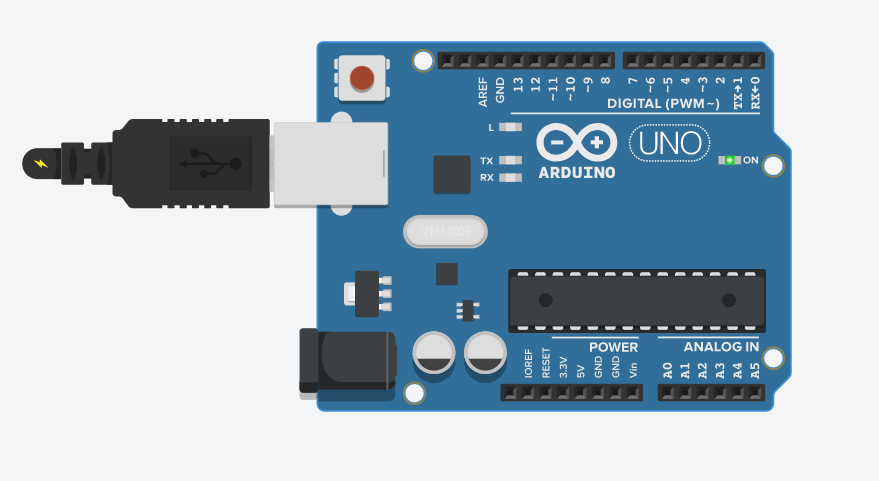 AREF
GND
13
12
~11
~10
~9
8
7
~6
~5
4
~3
2
TX→1
RX←0
DIGITAL (PWM~)
L
TX
RX
ARDUINO
UNO
ON
SPK16.000G
POWER
ANALOG IN
IOREF
RESET
3.3V
5V
GND
GND
Vin
A0
A1
A2
A3
A4
A5